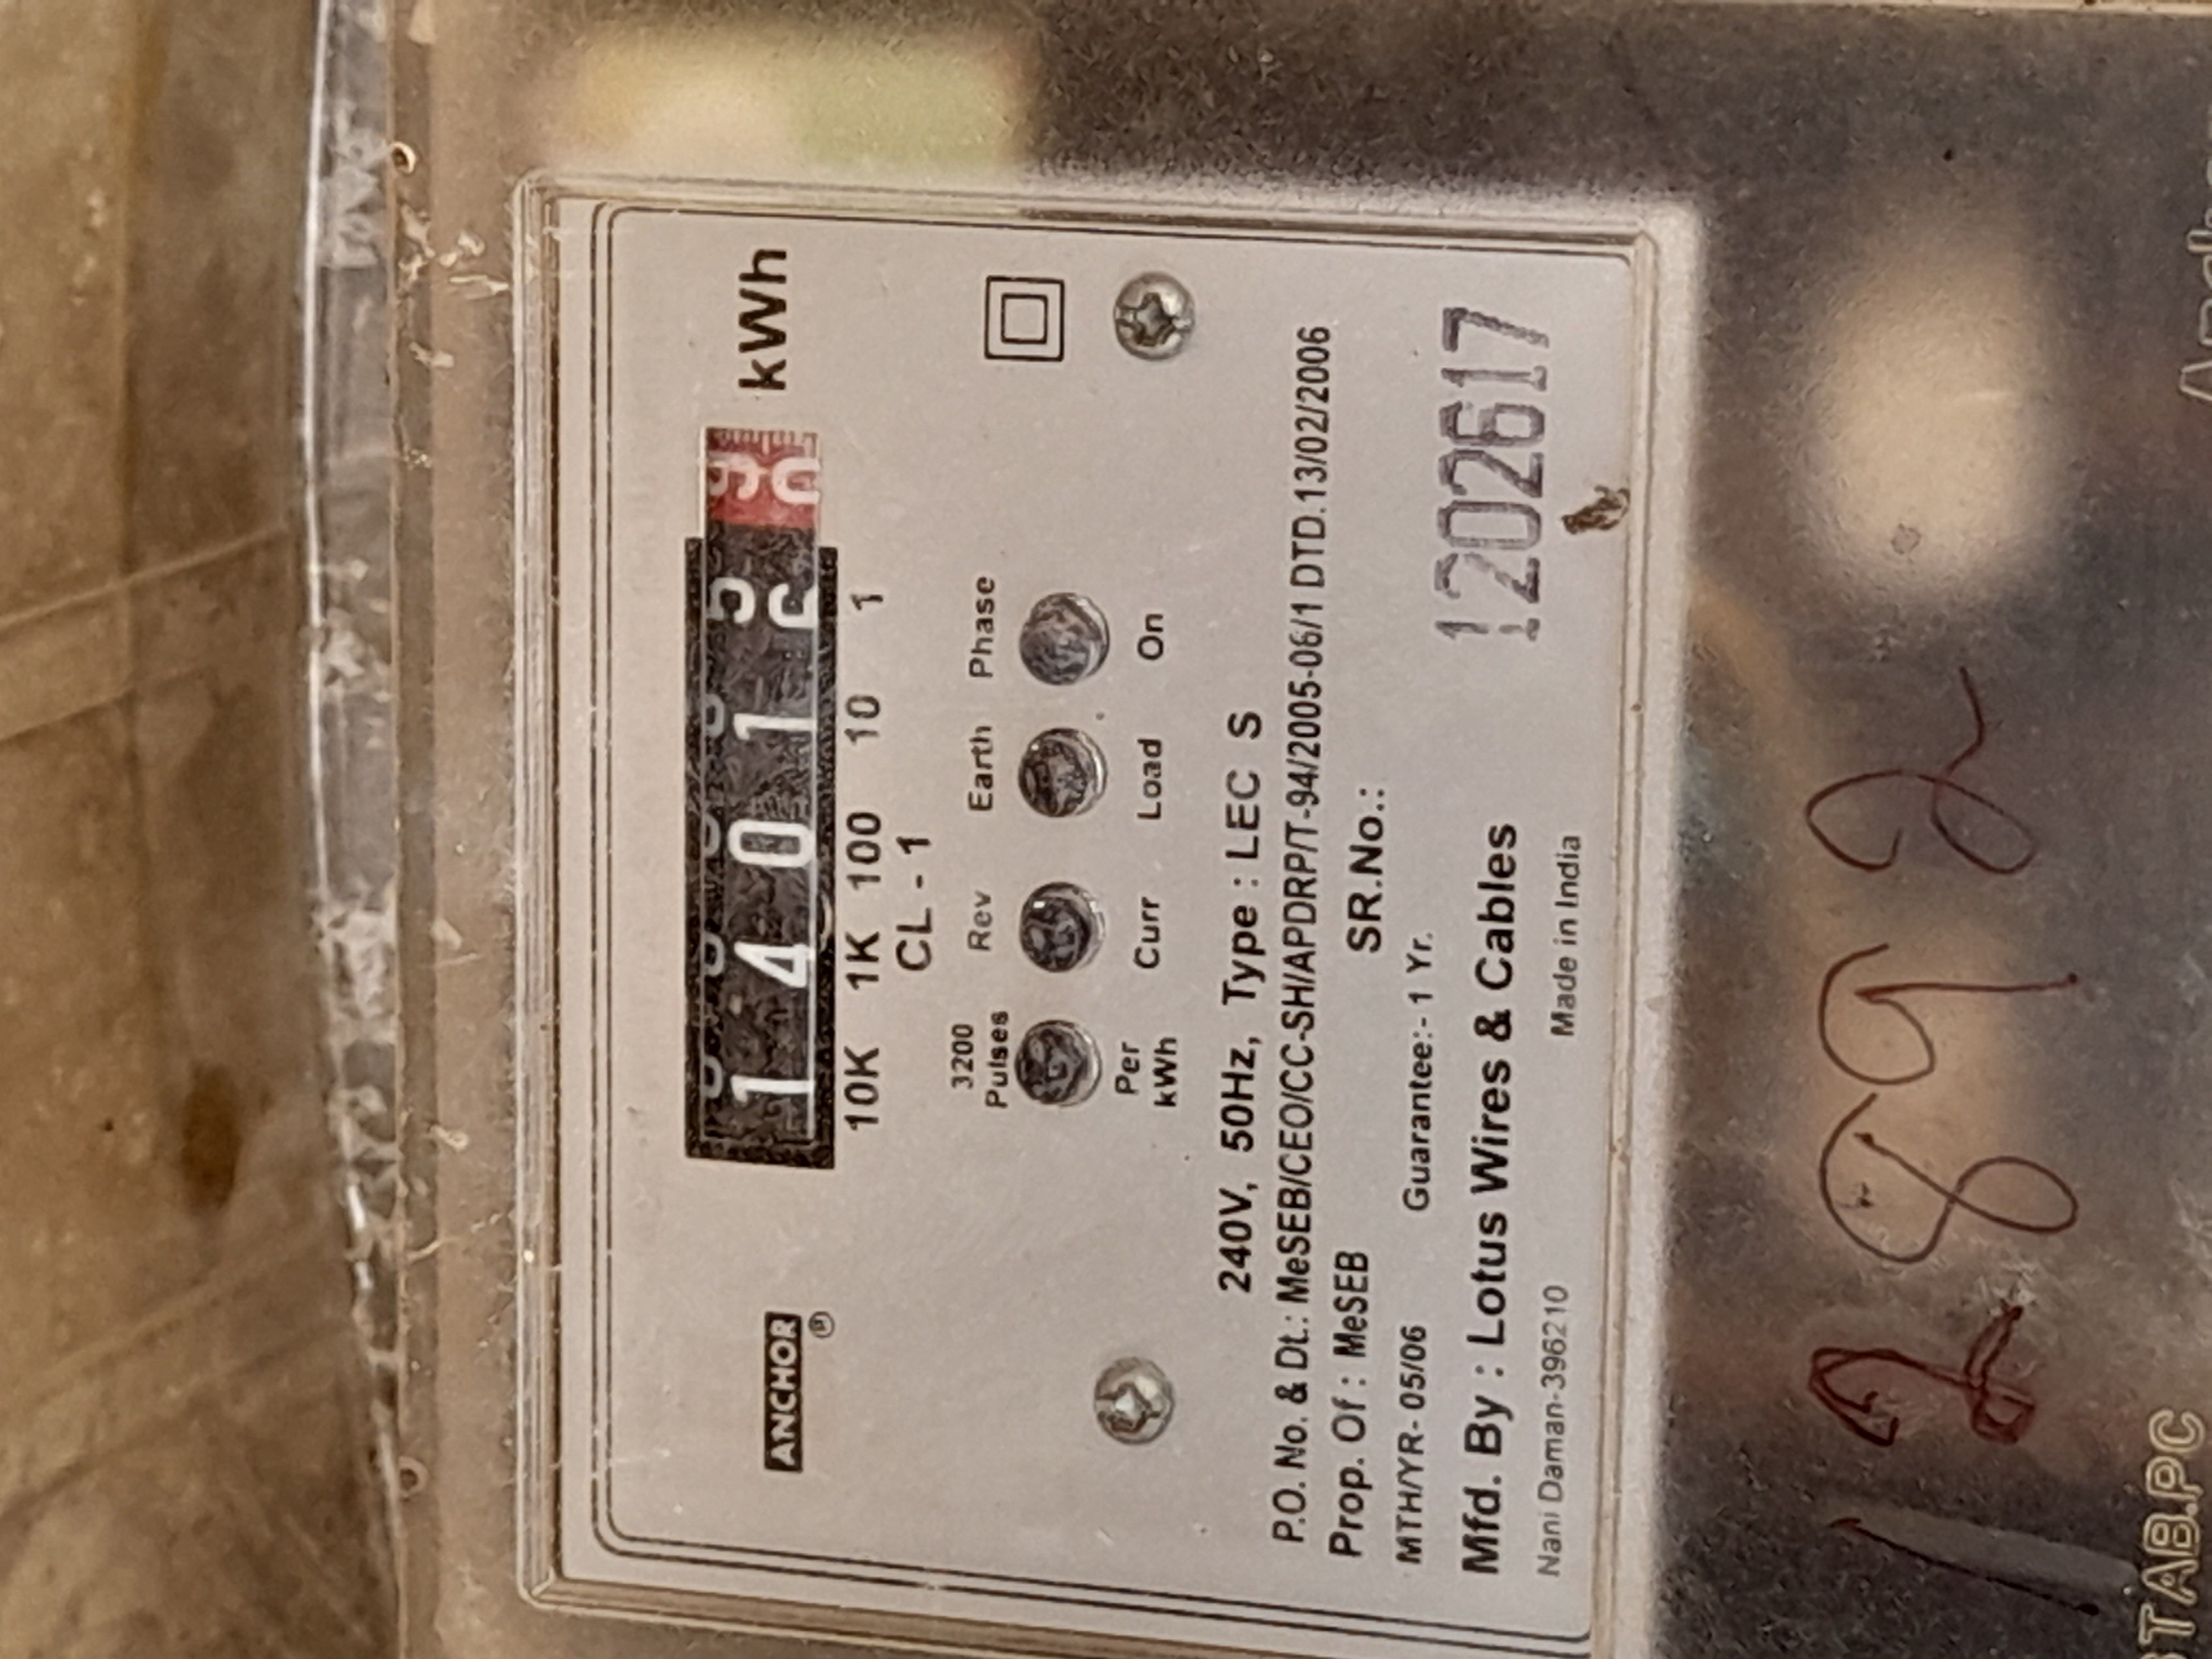 1 4 0 1 5 kWh
10K 1K 100 10 1
CL-1
ANCHOR ®
3200 Pulses Rev Earth Phase
Per kWh Curr Load On
240V, 50Hz, Type : LEC S
P.O. No. & Dt.: MeSEB/CEO/CC-SH/APDRP/T-94/2005-06/1 DTD.13/02/2006
Prop. Of : MeSEB SR.No.:
MTH/YR- 05/06 Guarantee:- 1 Yr. 1202617
Mfd. By : Lotus Wires & Cables
Nani Daman-396210 Made in India
12892